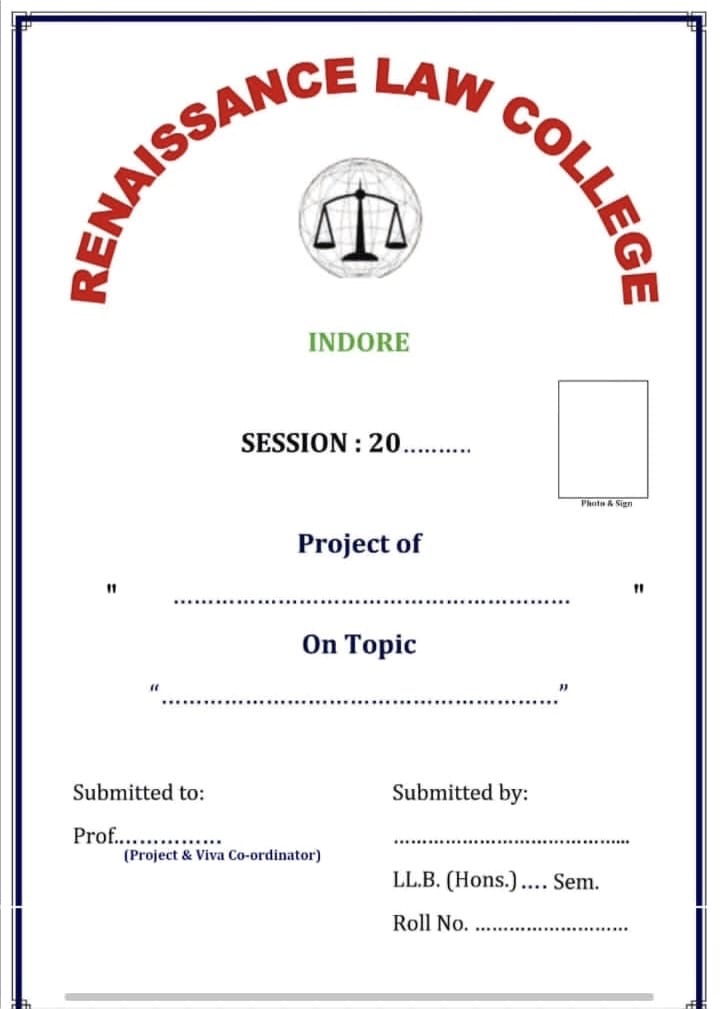 RENAISSANCE LAW COLLEGE
INDORE
SESSION : 20..........
Photo & Sign
Project of
" ......................................................... "
On Topic
“.........................................................”
Submitted to:
Prof.................
(Project & Viva Co-ordinator)
Submitted by:
.........................................
LL.B. (Hons.).... Sem.
Roll No. ...........................